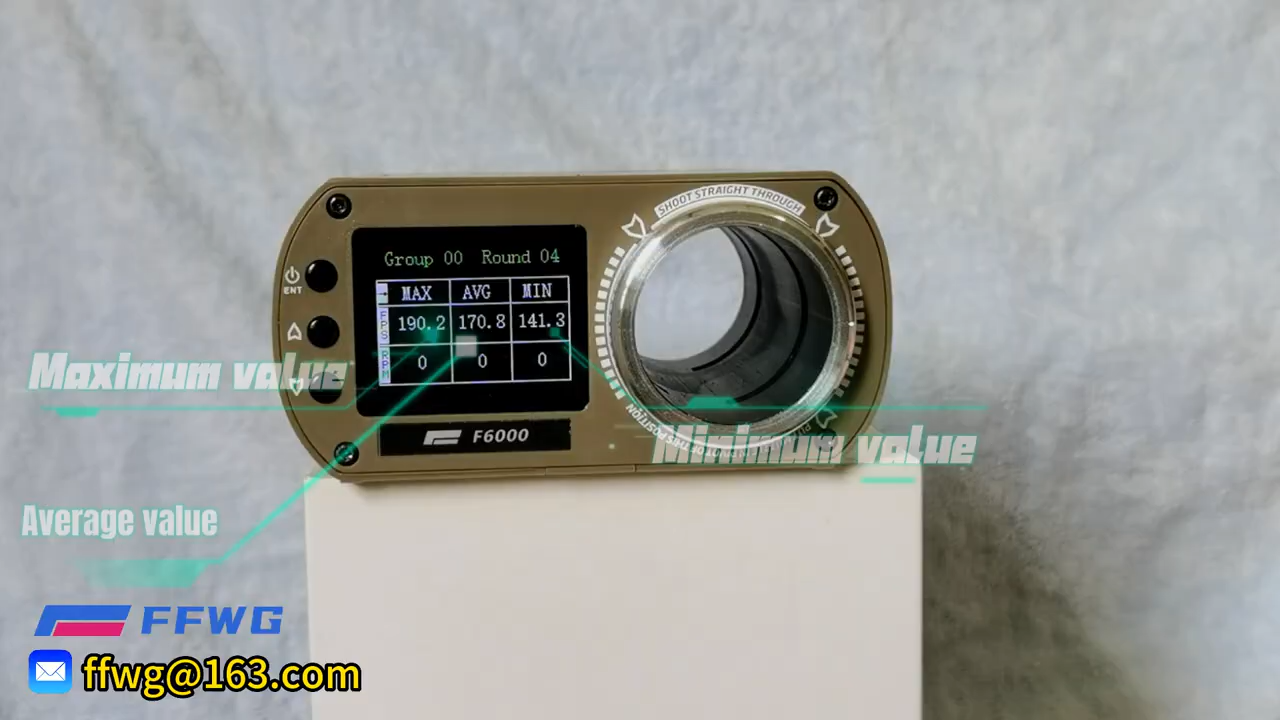 SHOOT STRAIGHT THROUGH
Group 00 Round 04
MAX AVG MIN
FPS 190.2 170.8 141.3
RPM 0 0 0
ENT
F6000
Maximum value
Minimum value
Average value
FFWG
ffwg@163.com